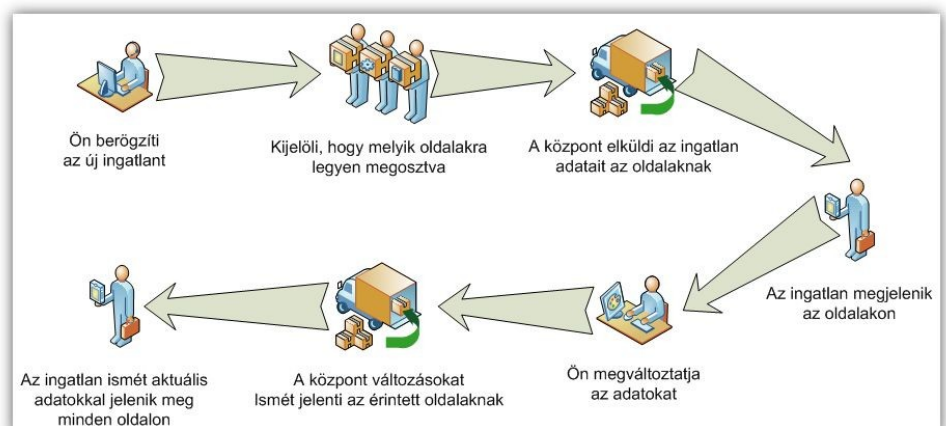 Ön berögzíti
az új ingatlant
Kijelöli, hogy melyik oldalakra
legyen megosztva
A központ elküldi az ingatlan
adatait az oldalaknak
Az ingatlan megjelenik
az oldalakon
Ön megváltoztatja
az adatokat
A központ változásokat
Ismét jelenti az érintett oldalaknak
Az ingatlan ismét aktuális
adatokkal jelenik meg
minden oldalon